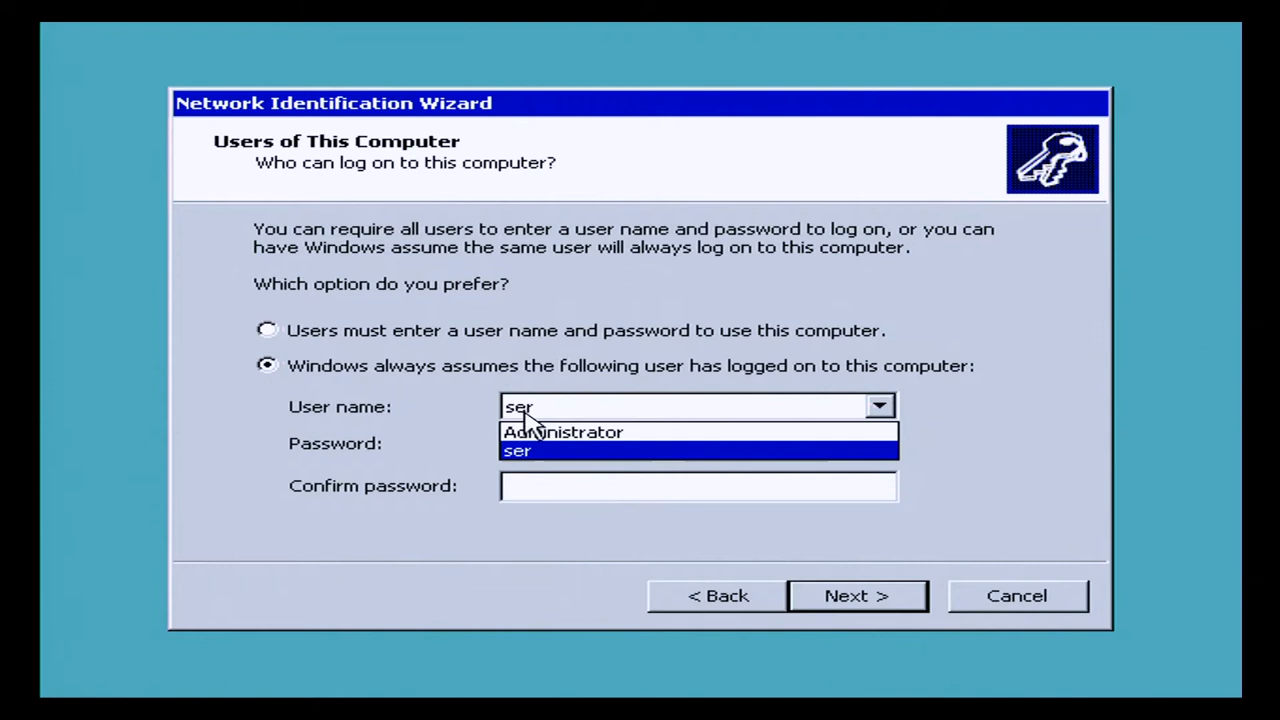 Network Identification Wizard
Users of This Computer
Who can log on to this computer?
You can require all users to enter a user name and password to log on, or you can
have Windows assume the same user will always log on to this computer.
Which option do you prefer?
Users must enter a user name and password to use this computer.
Windows always assumes the following user has logged on to this computer:
User name:
ser
Administrator
Password:
ser
Confirm password:
< Back
Next >
Cancel